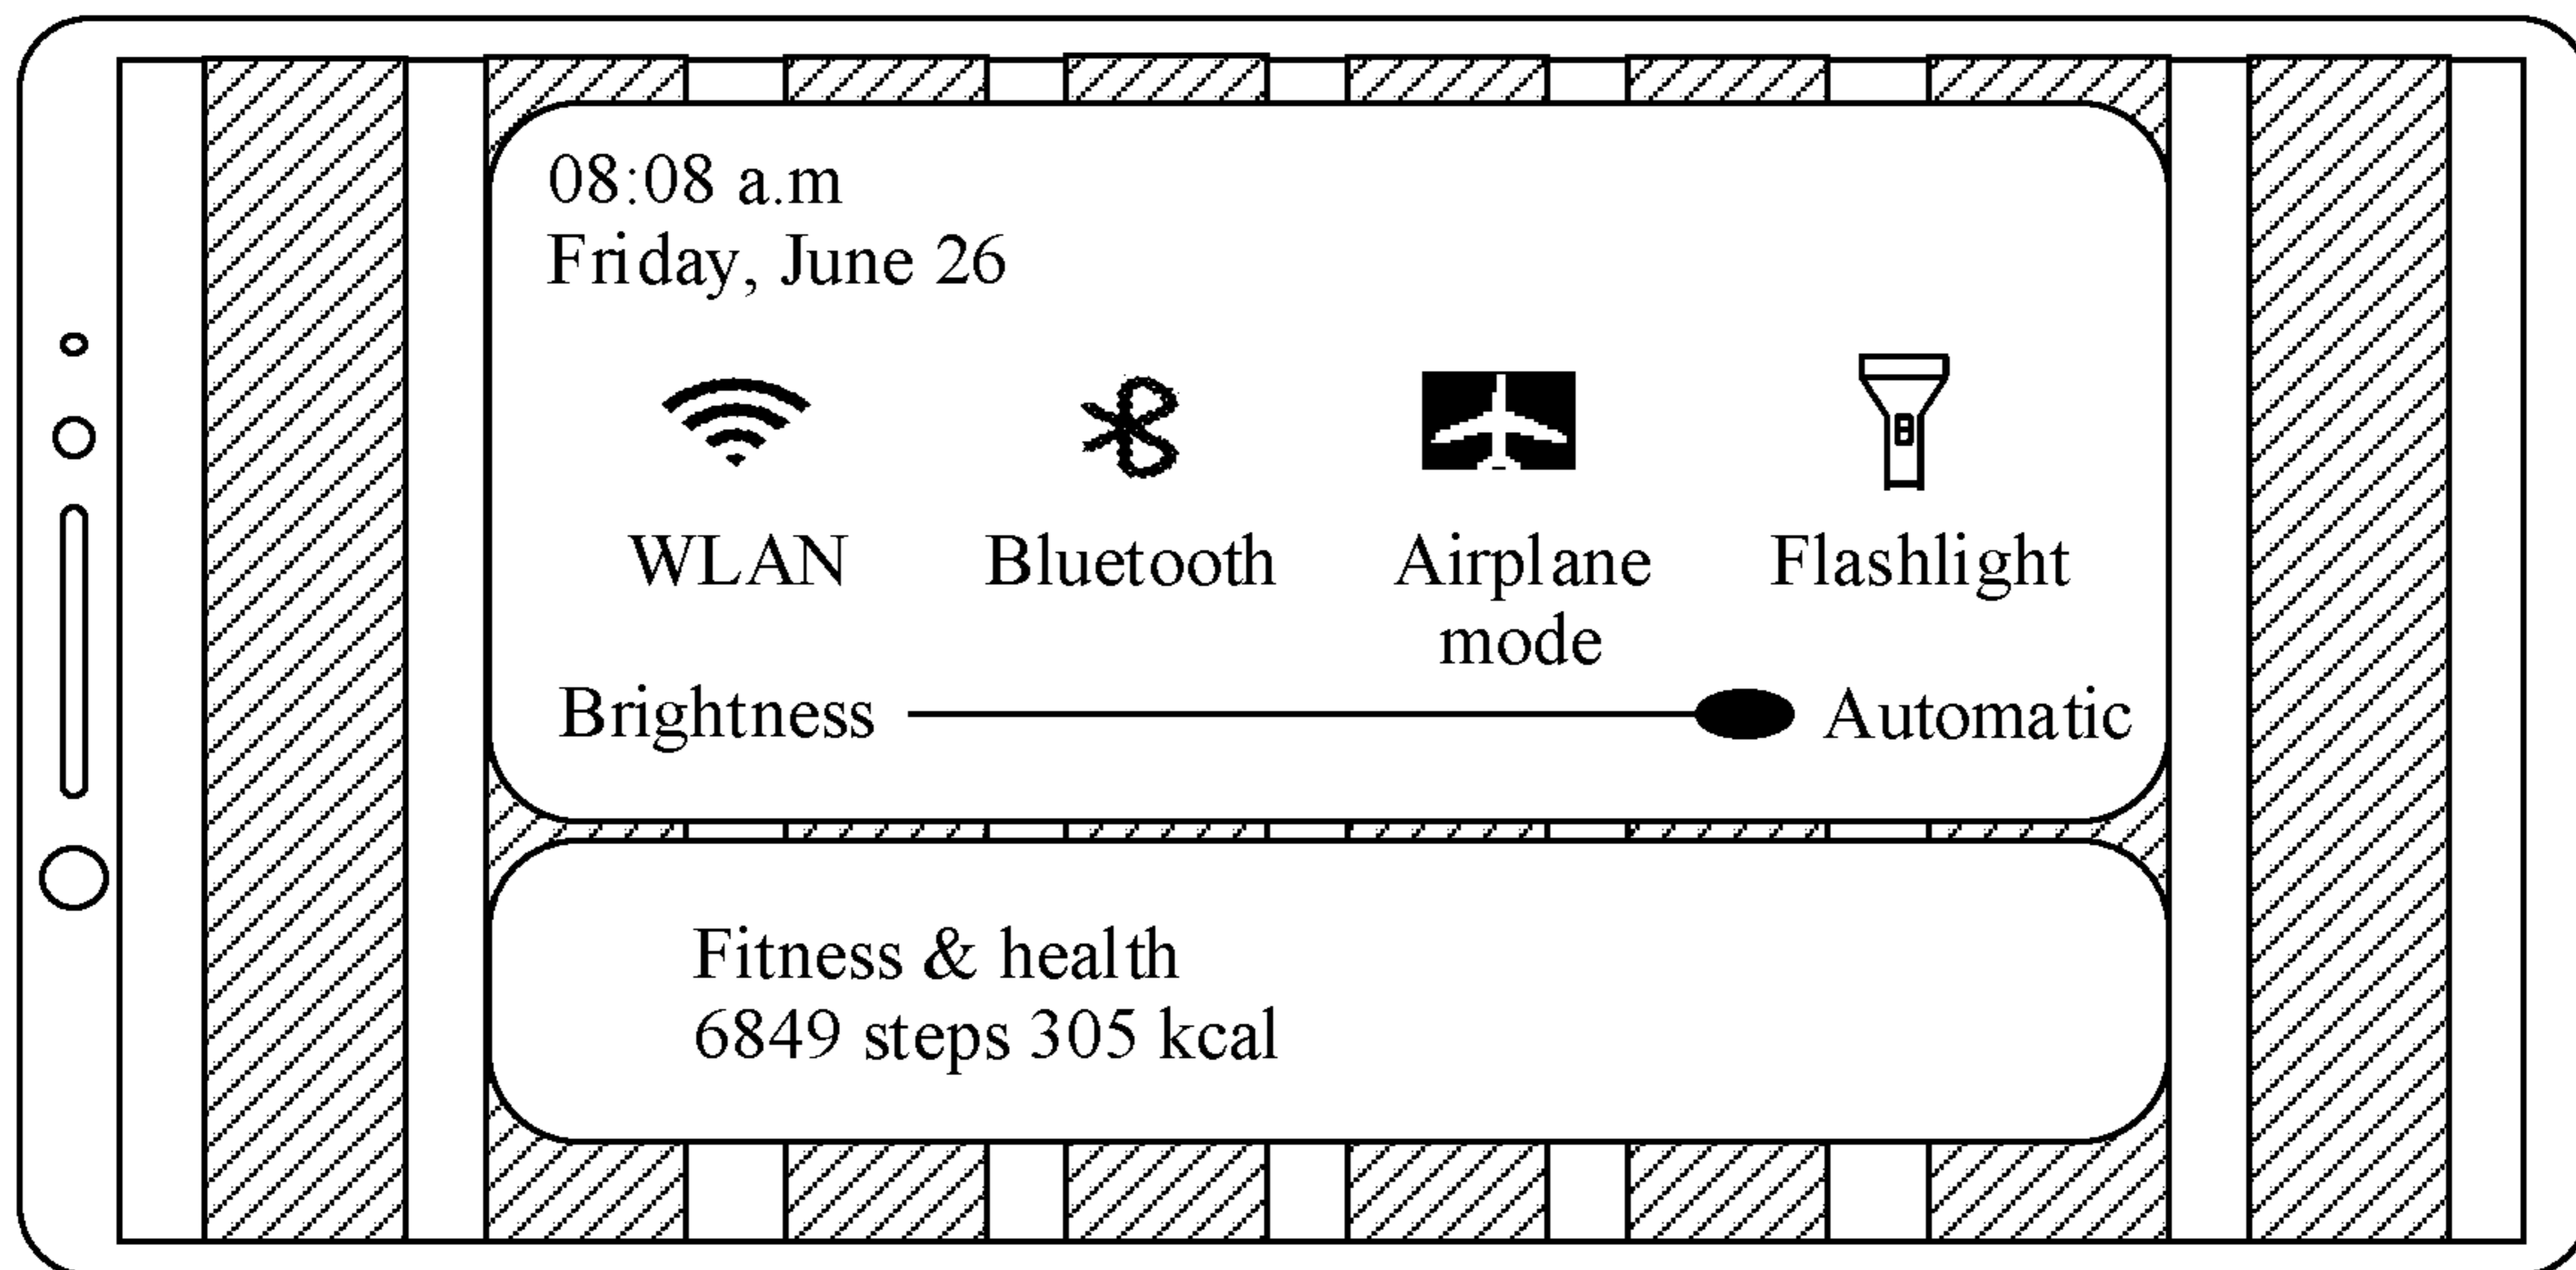 08:08 a.m
Friday, June 26
WLAN Bluetooth Airplane mode Flashlight
Brightness Automatic
Fitness & health
6849 steps 305 kcal